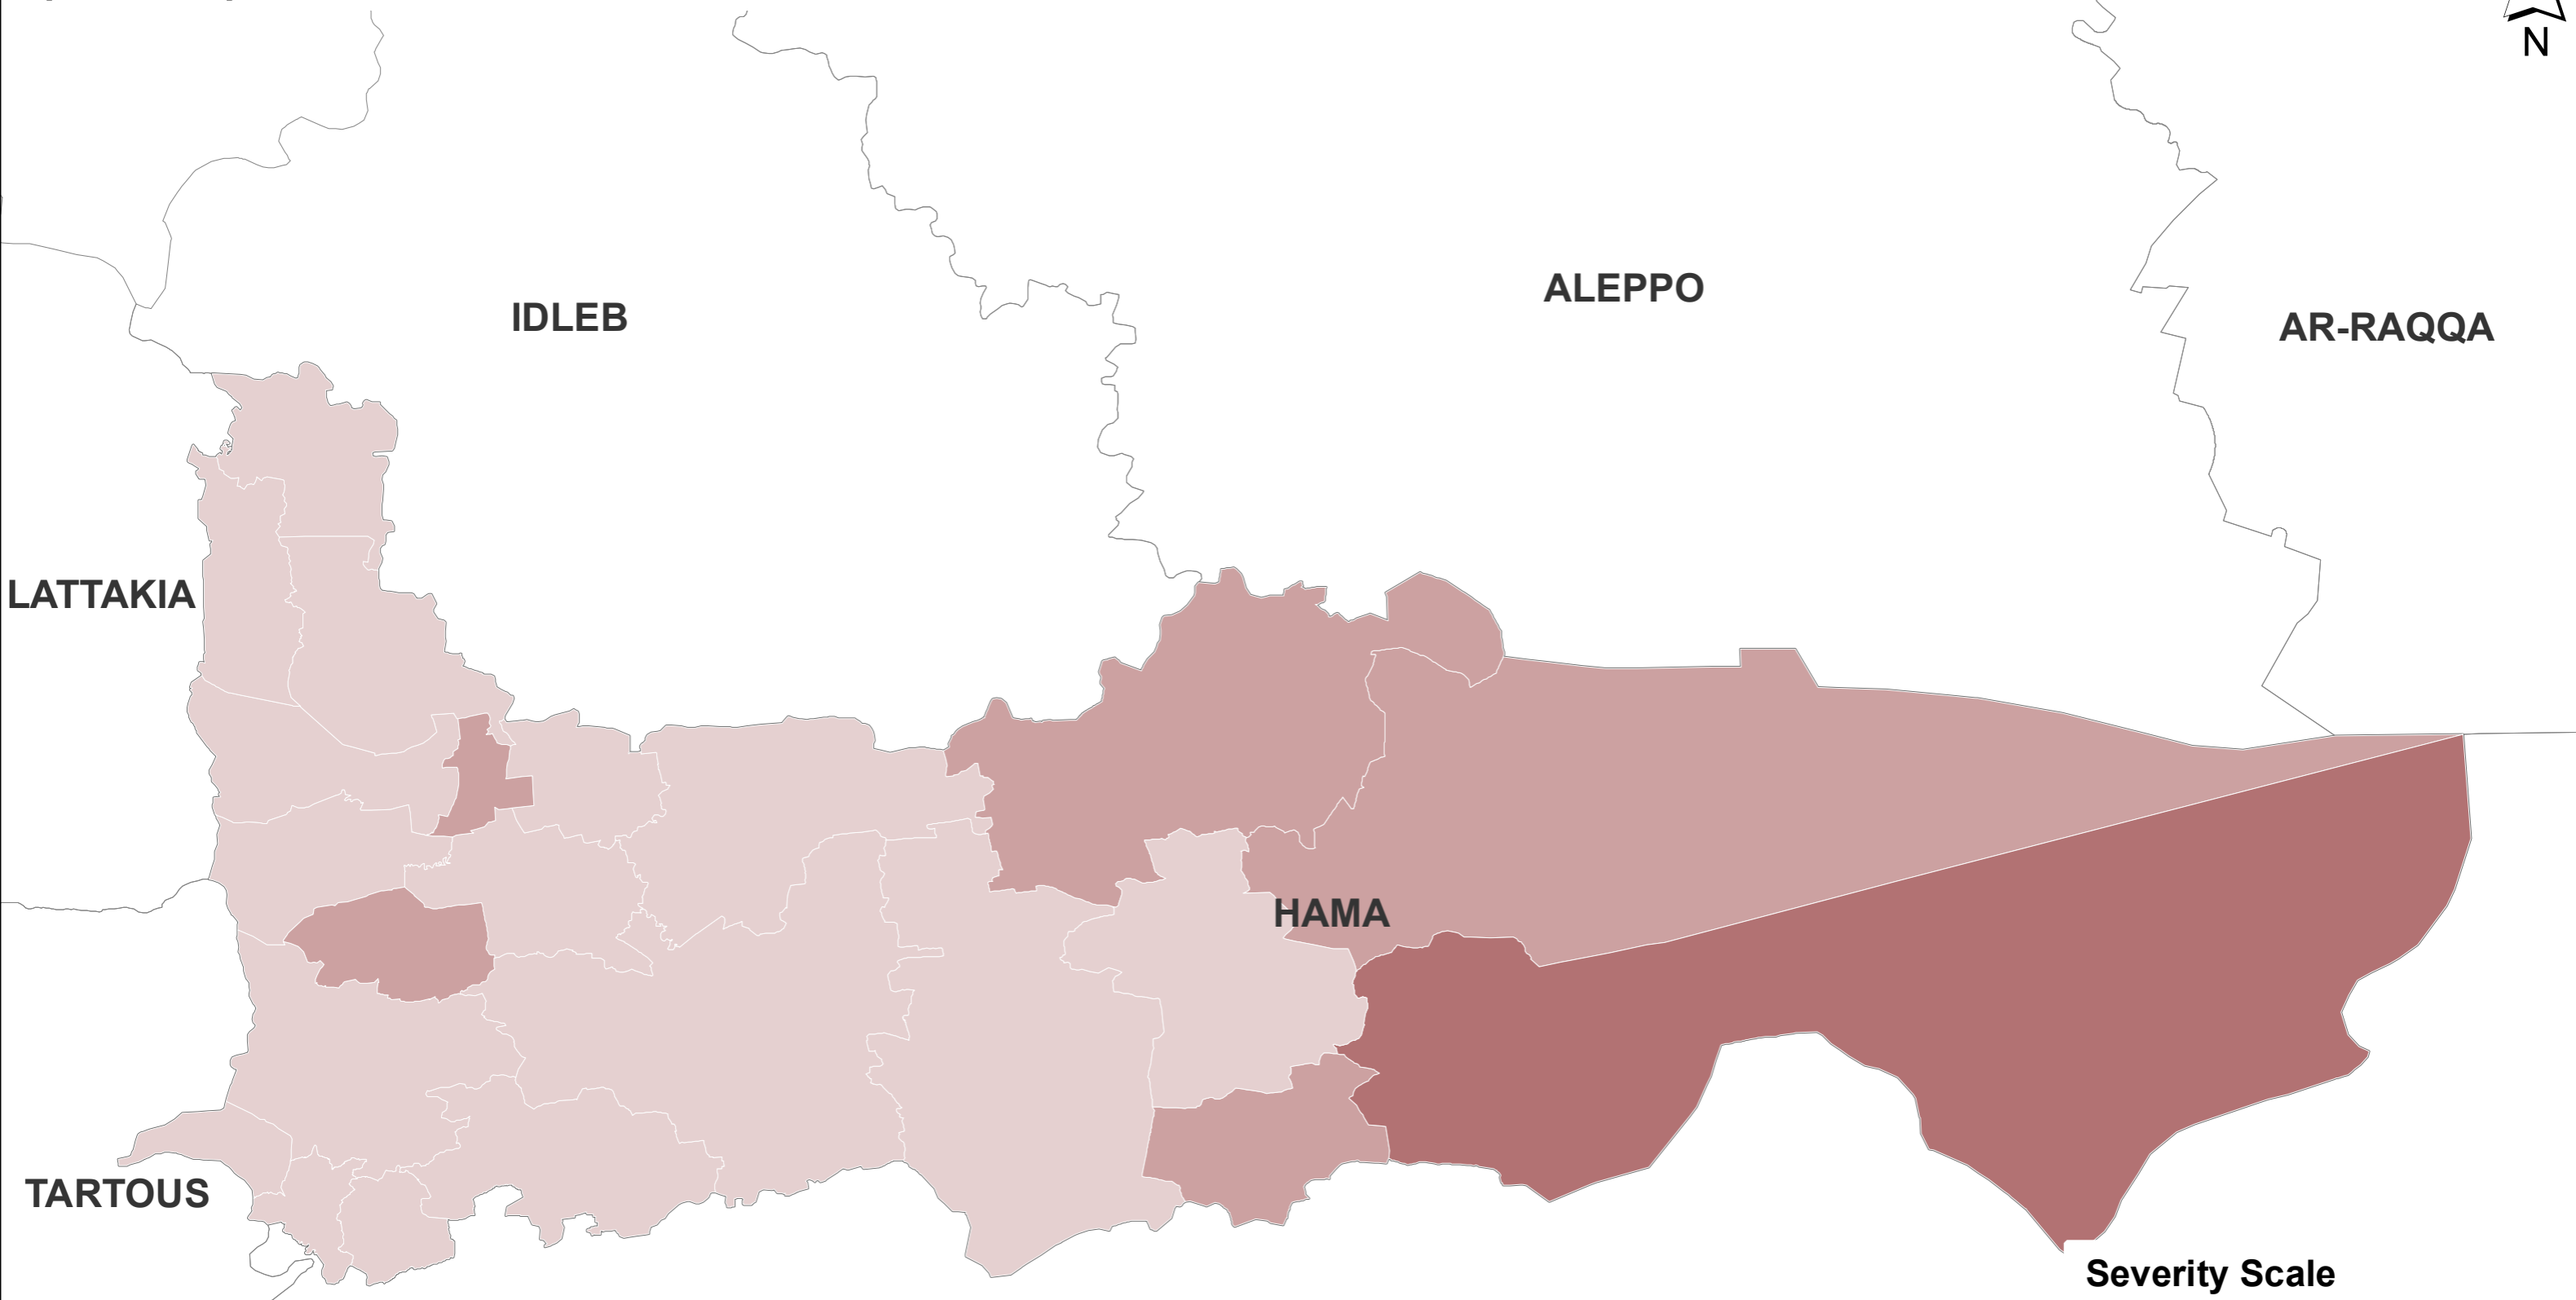 N
ALEPPO
IDLEB
AR-RAQQA
LATTAKIA
HAMA
TARTOUS
Severity Scale